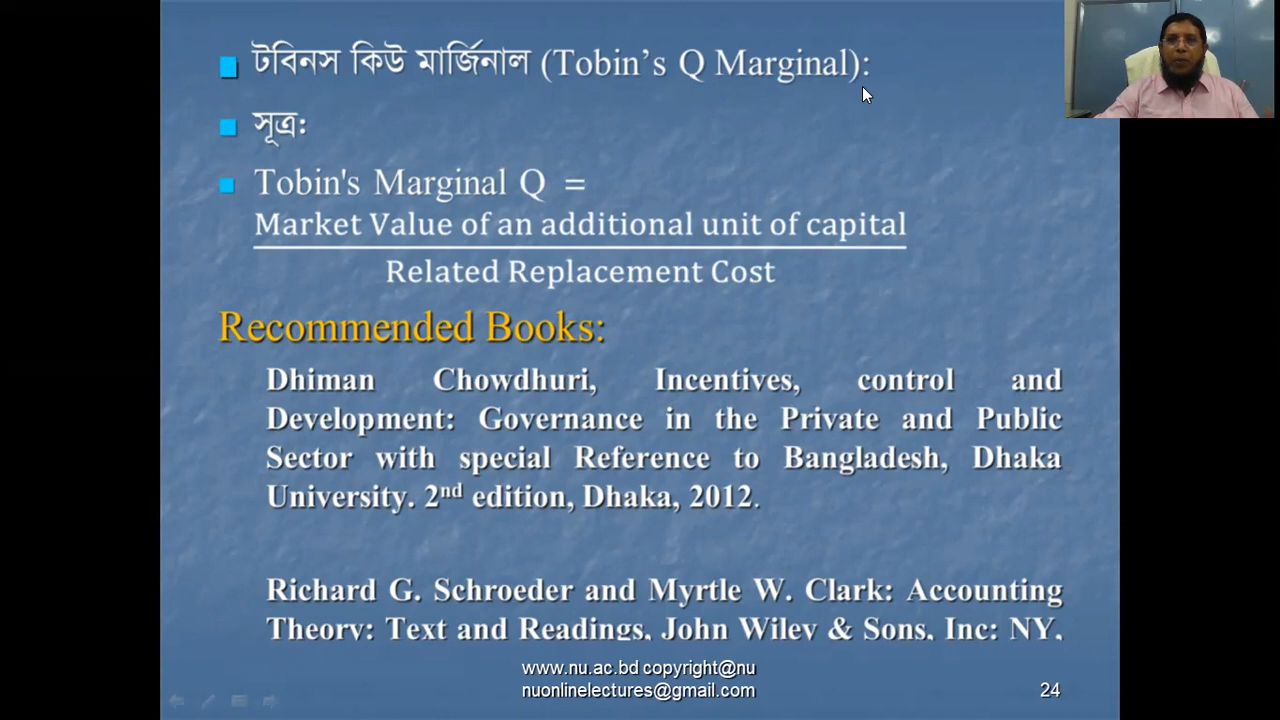 টবিনস কিউ মার্জিনাল (Tobin’s Q Marginal):
সূত্রঃ
Tobin's Marginal Q =
Market Value of an additional unit of capital
Related Replacement Cost
Recommended Books:
Dhiman Chowdhuri, Incentives, control and
Development: Governance in the Private and Public
Sector with special Reference to Bangladesh, Dhaka
University. 2nd edition, Dhaka, 2012.
Richard G. Schroeder and Myrtle W. Clark: Accounting
Theory: Text and Readings, John Wiley & Sons, Inc: NY,
www.nu.ac.bd copyright@nu
nuonlinelectures@gmail.com
24